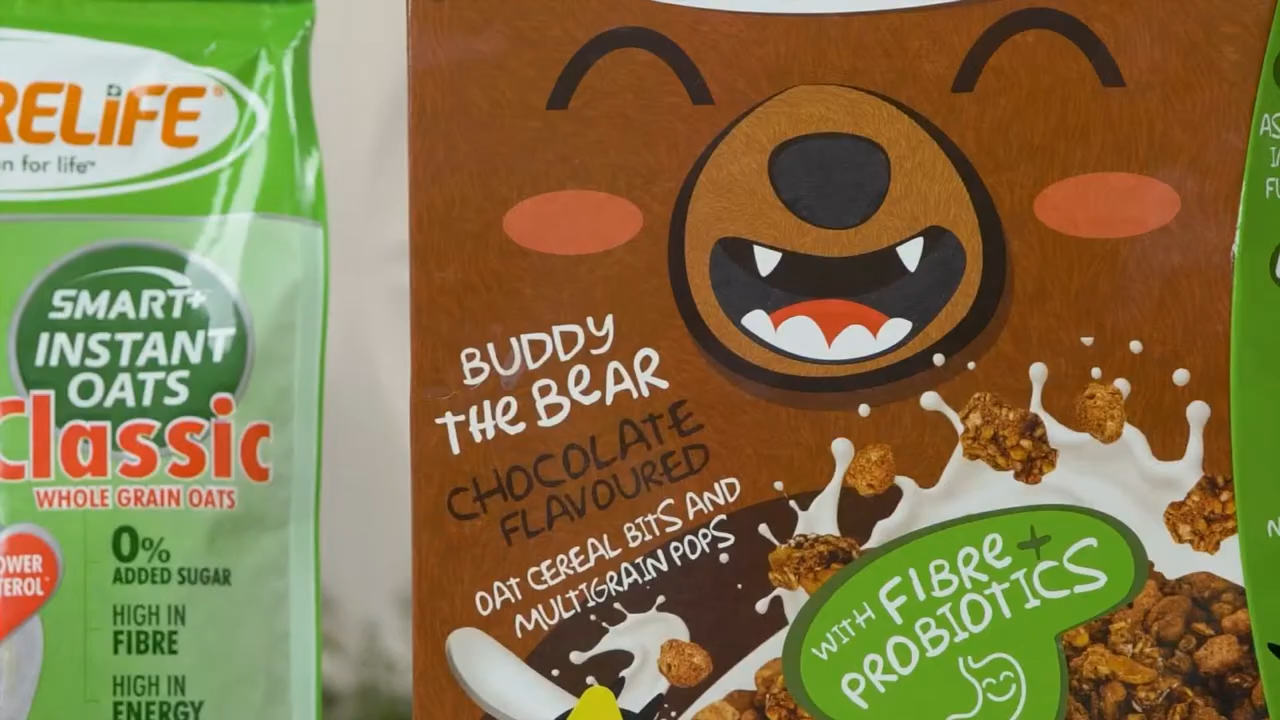 RELiFE®
n for life™
SMART+
INSTANT
OATS
Classic
WHOLE GRAIN OATS
0%
ADDED SUGAR
HIGH IN
FIBRE
HIGH IN
ENERGY
BUDDY
THE BEAR
CHOCOLATE
FLAVOURED
OAT CEREAL BITS AND
MULTIGRAIN POPS
WITH FIBRE+
PROBIOTICS